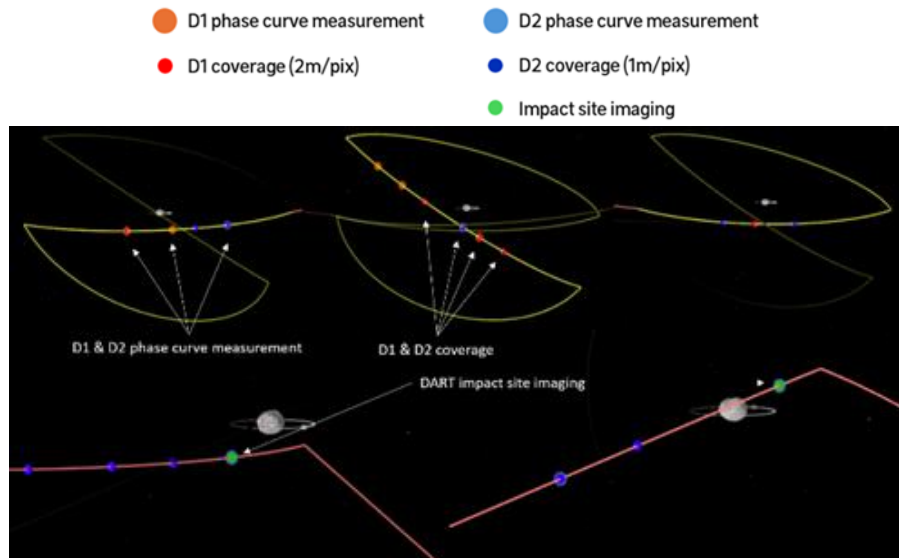 D1 phase curve measurement
D2 phase curve measurement
D1 coverage (2m/pix)
D2 coverage (1m/pix)
Impact site imaging
D1 & D2 phase curve measurement
D1 & D2 coverage
DART impact site imaging